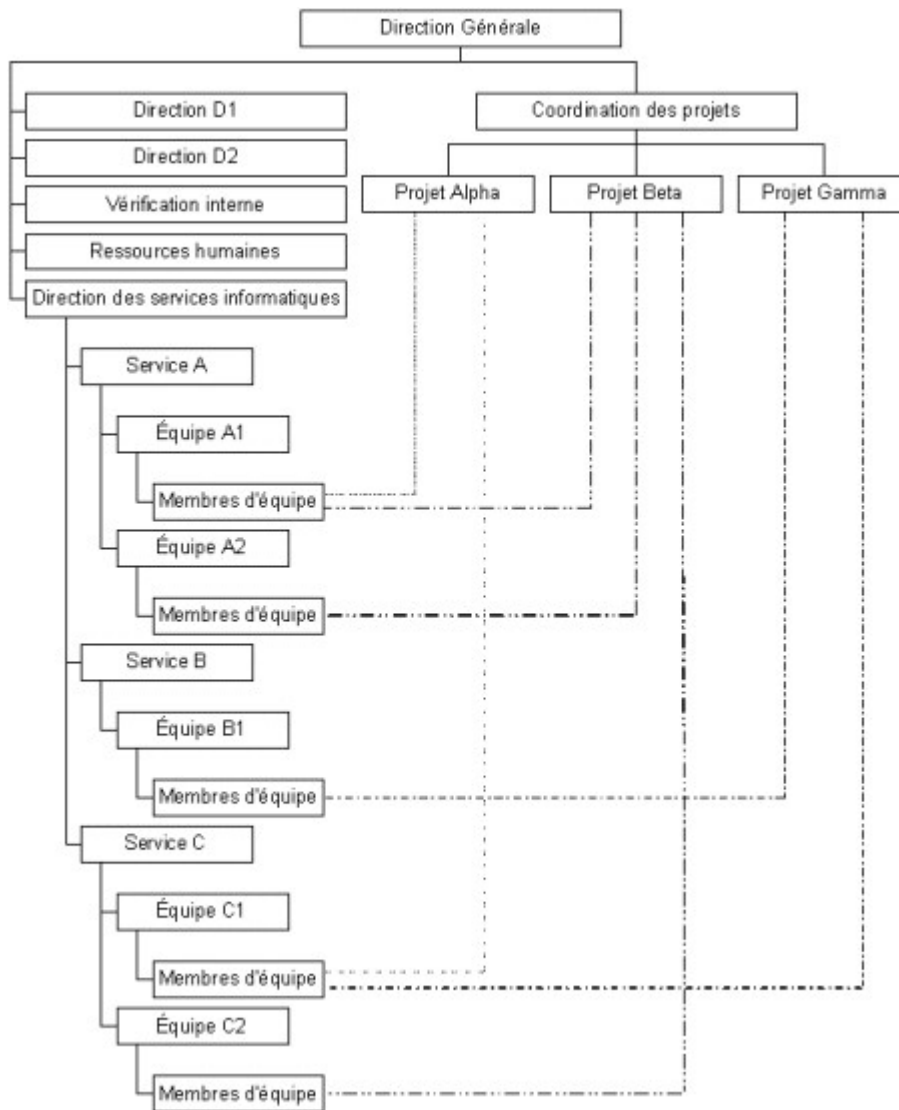 Direction Générale
Direction D1
Coordination des projets
Direction D2
Projet Alpha
Projet Beta
Projet Gamma
Vérification interne
Ressources humaines
Direction des services informatiques
Service A
Équipe A1
Membres d'équipe
Équipe A2
Membres d'équipe
Service B
Équipe B1
Membres d'équipe
Service C
Équipe C1
Membres d'équipe
Équipe C2
Membres d'équipe